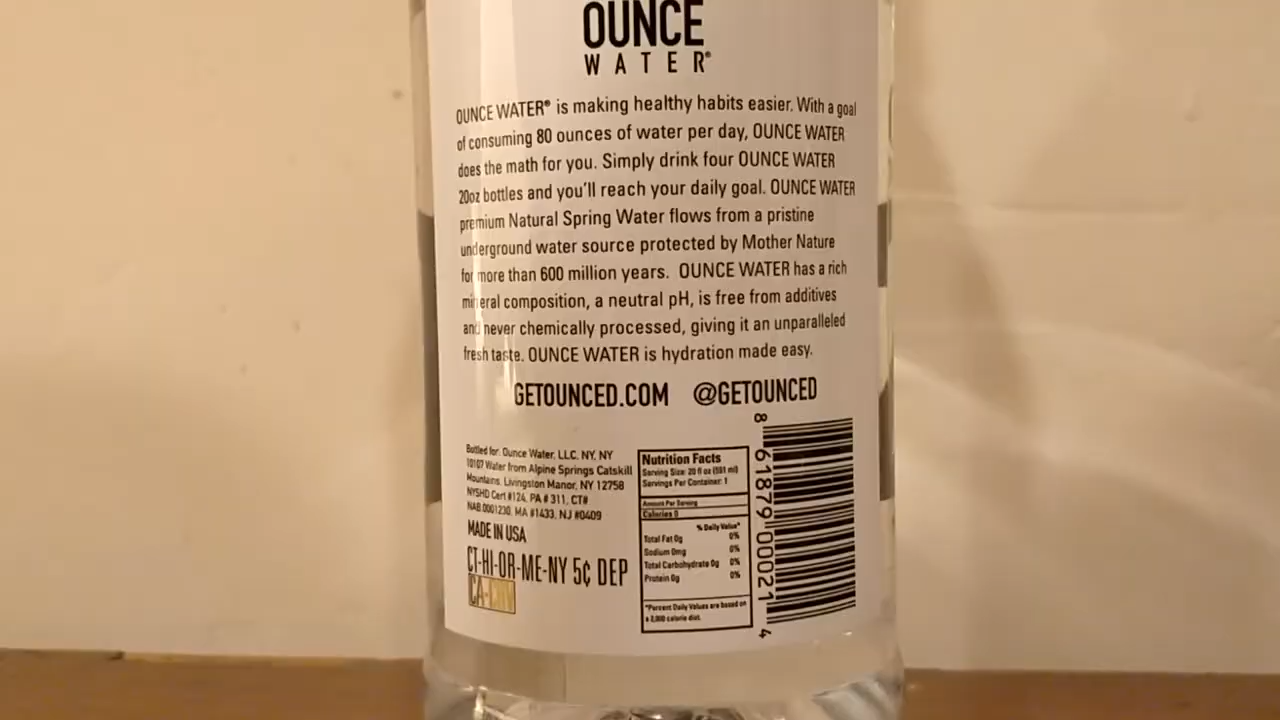 OUNCE
WATER®
OUNCE WATER® is making healthy habits easier. With a goal
of consuming 80 ounces of water per day, OUNCE WATER
does the math for you. Simply drink four OUNCE WATER
20oz bottles and you'll reach your daily goal. OUNCE WATER
premium Natural Spring Water flows from a pristine
underground water source protected by Mother Nature
for more than 600 million years. OUNCE WATER has a rich
mineral composition, a neutral pH, is free from additives
and never chemically processed, giving it an unparalleled
fresh taste. OUNCE WATER is hydration made easy.
GETOUNCED.COM @GETOUNCED
Bottled for: Ounce Water, LLC, NY, NY
10107 Water from Alpine Springs Catskill
Mountains, Livingston Manor, NY 12758
NYSHD Cert #124, PA # 311, CT#
NAB.0001230, MA #1433, NJ #0409
MADE IN USA
CT-HI-OR-ME-NY 5¢ DEP
CA-CRV
Nutrition Facts
Serving Size: 20 fl oz (591 ml)
Servings Per Container: 1
Amount Per Serving
Calories 0
% Daily Value*
Total Fat 0g 0%
Sodium 0mg 0%
Total Carbohydrate 0g 0%
Protein 0g 0%
*Percent Daily Values are based on
a 2,000 calorie diet.
8 61879 00021 4